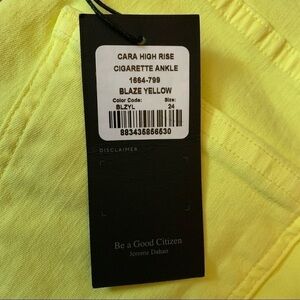 CARA HIGH RISE
CIGARETTE ANKLE
1664-799
BLAZE YELLOW
Color Code: Size:
BLZYL 24
883435856530
DISCLAIMER
Be a Good Citizen
Jerome Dahan